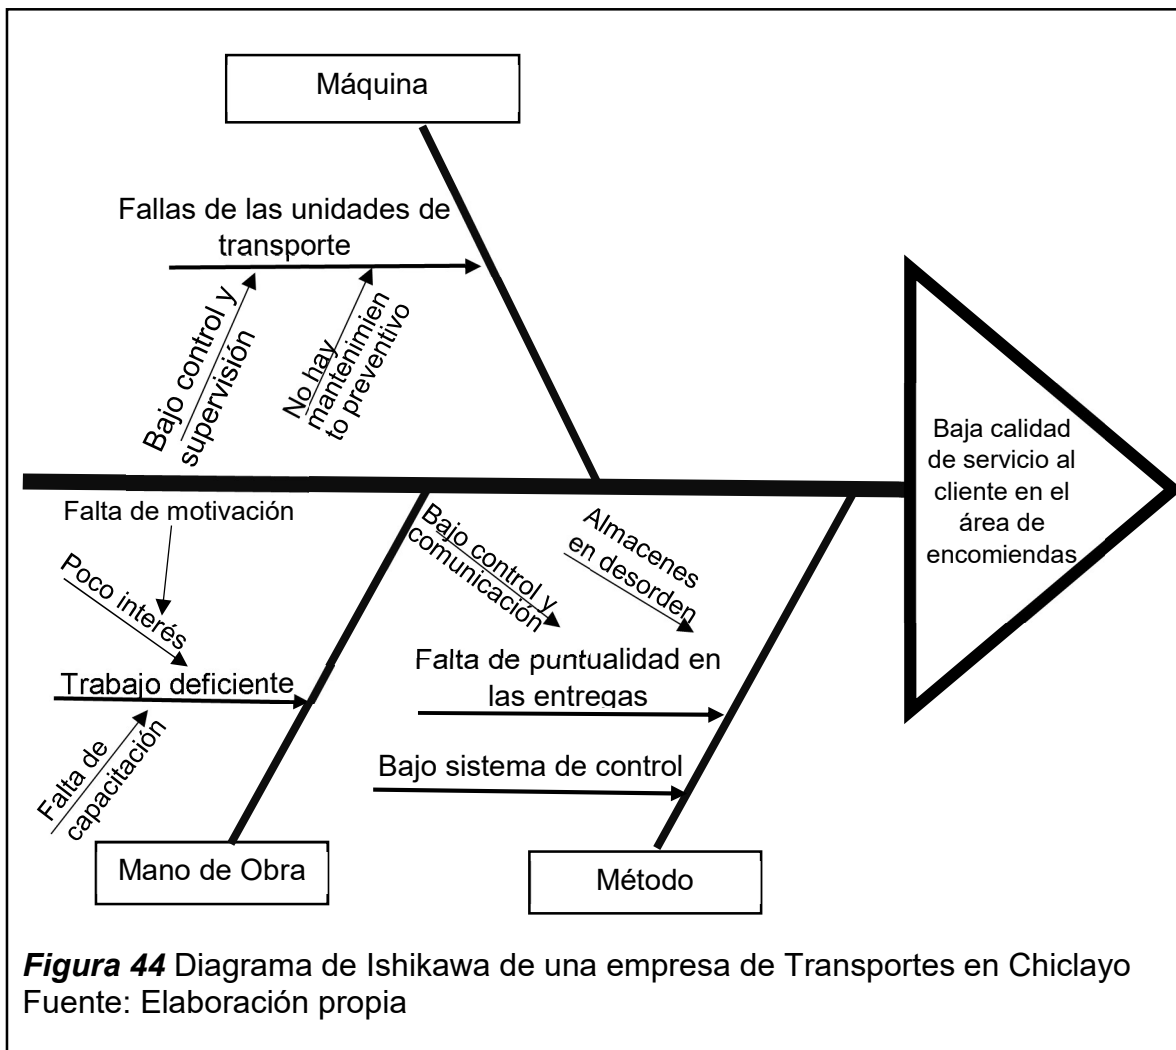 Máquina
Fallas de las unidades de
transporte
Bajo control y
supervisión
No hay
mantenimien
to preventivo
Baja calidad
de servicio al
cliente en el
área de
encomiendas
Falta de motivación
Poco interés
Trabajo deficiente
Falta de
capacitación
Bajo control y
comunicación
Almacenes
en desorden
Falta de puntualidad en
las entregas
Bajo sistema de control
Mano de Obra
Método
Figura 44 Diagrama de Ishikawa de una empresa de Transportes en Chiclayo
Fuente: Elaboración propia